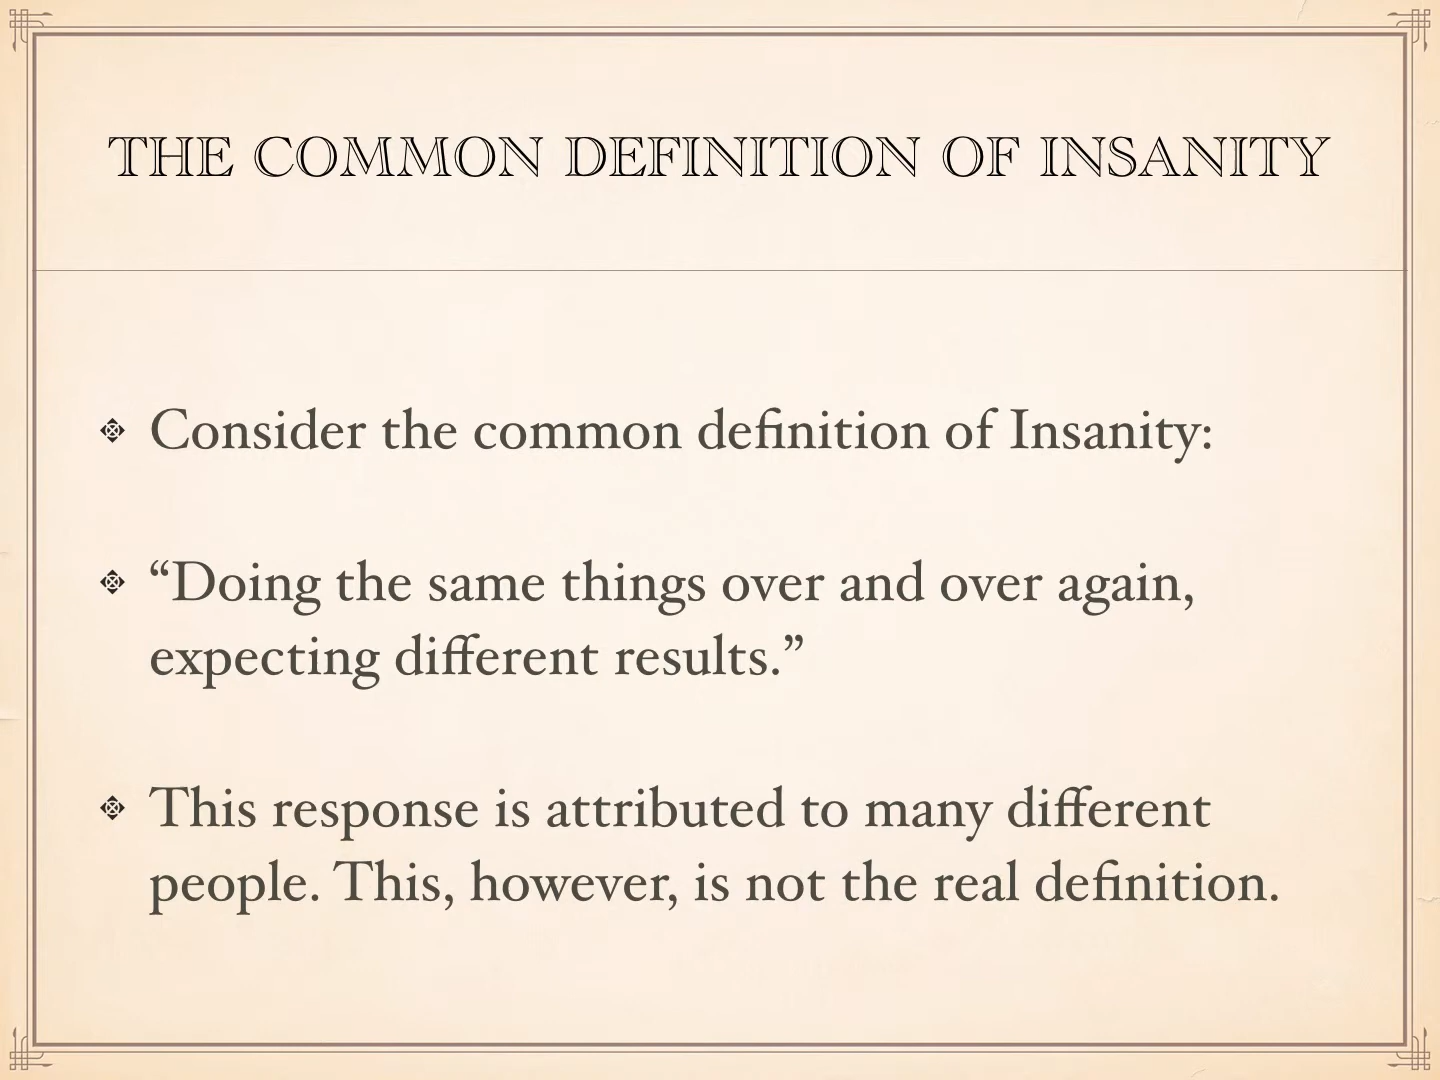 THE COMMON DEFINITION OF INSANITY
Consider the common definition of Insanity:
“Doing the same things over and over again,
expecting different results.”
This response is attributed to many different
people. This, however, is not the real definition.